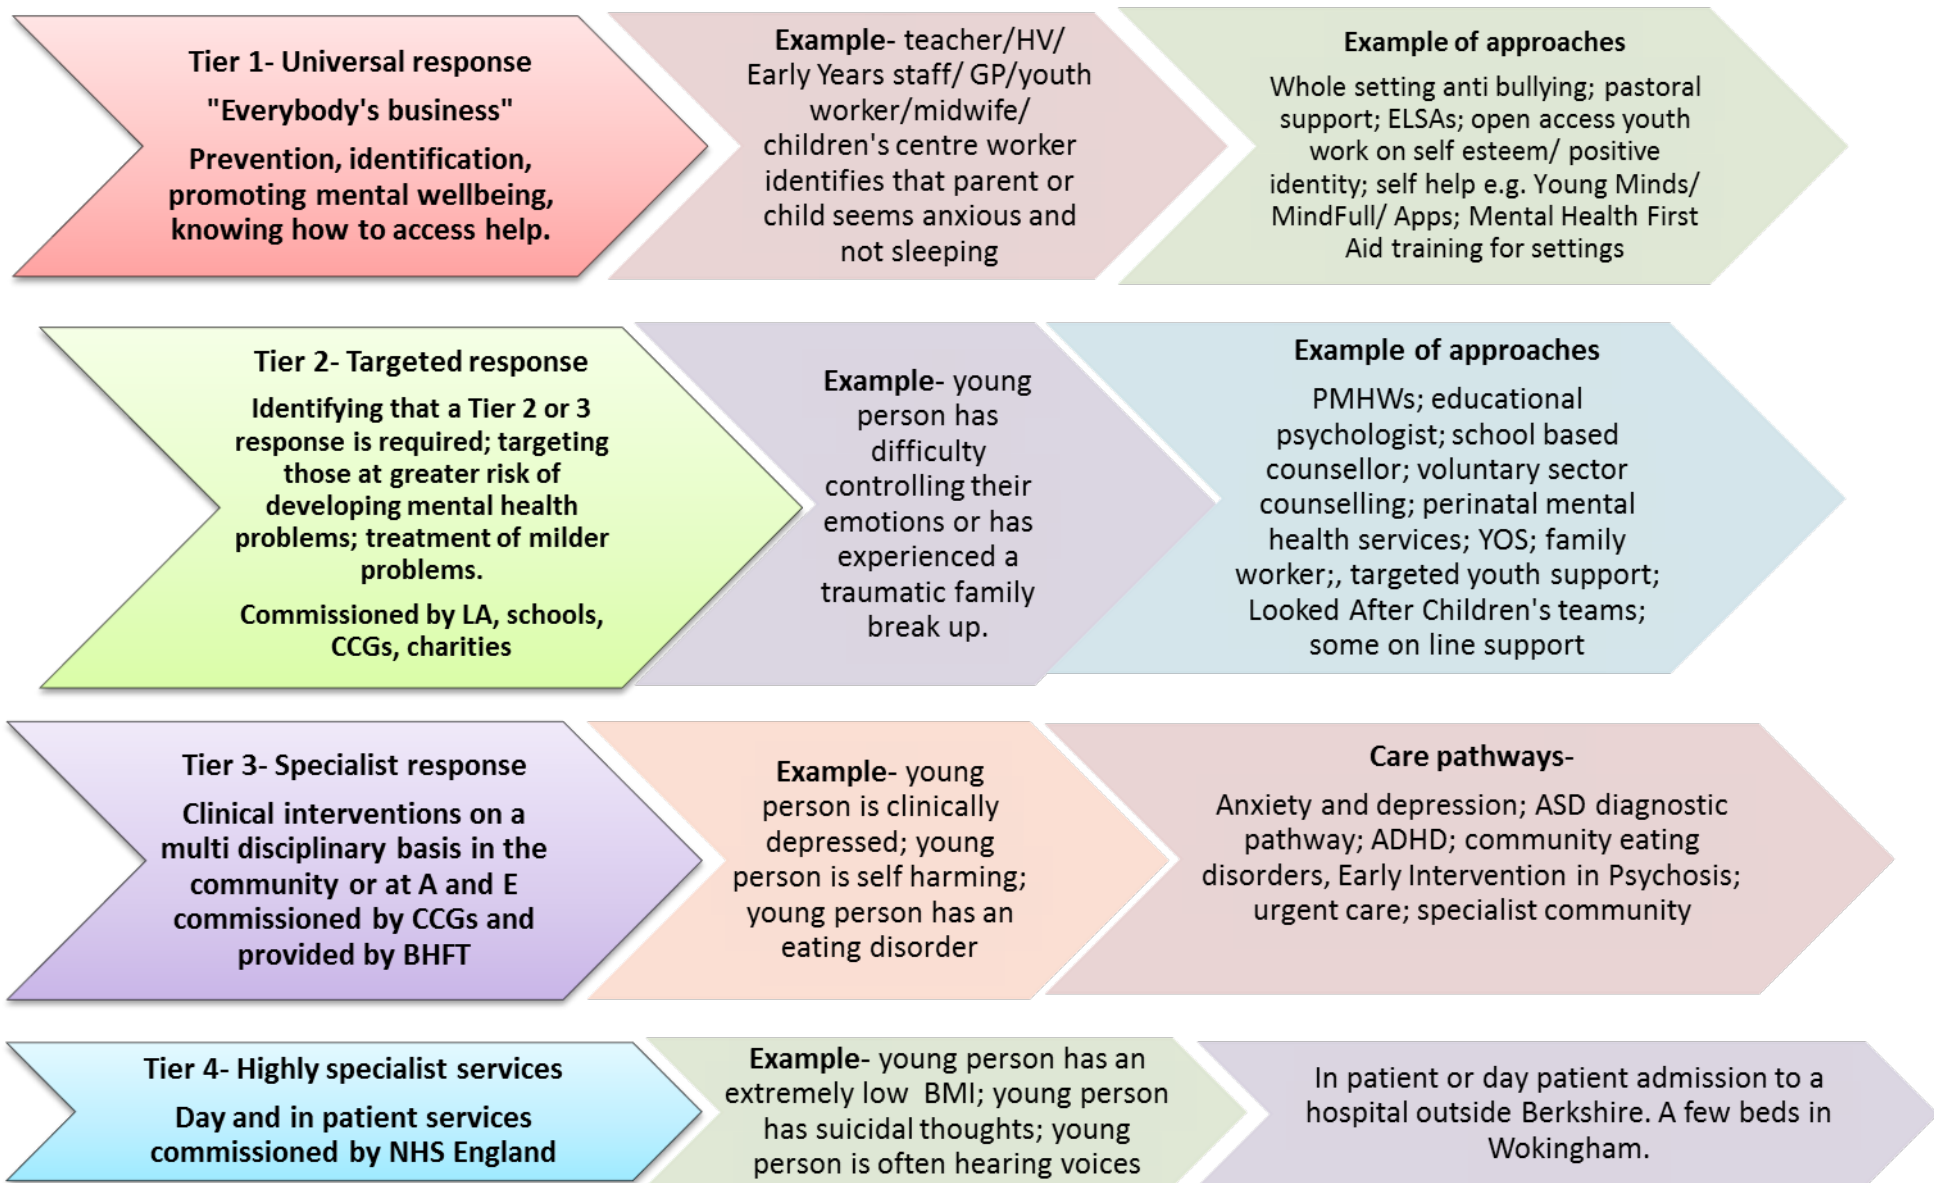 Tier 1- Universal response
"Everybody's business"
Prevention, identification,
promoting mental wellbeing,
knowing how to access help.
Example- teacher/HV/
Early Years staff/ GP/youth
worker/midwife/
children's centre worker
identifies that parent or
child seems anxious and
not sleeping
Example of approaches
Whole setting anti bullying; pastoral
support; ELSAs; open access youth
work on self esteem/ positive
identity; self help e.g. Young Minds/
MindFull/ Apps; Mental Health First
Aid training for settings
Tier 2- Targeted response
Identifying that a Tier 2 or 3
response is required; targeting
those at greater risk of
developing mental health
problems; treatment of milder
problems.
Commissioned by LA, schools,
CCGs, charities
Example- young
person has
difficulty
controlling their
emotions or has
experienced a
traumatic family
break up.
Example of approaches
PMHWs; educational
psychologist; school based
counsellor; voluntary sector
counselling; perinatal mental
health services; YOS; family
worker;, targeted youth support;
Looked After Children's teams;
some on line support
Tier 3- Specialist response
Clinical interventions on a
multi disciplinary basis in the
community or at A and E
commissioned by CCGs and
provided by BHFT
Example- young
person is clinically
depressed; young
person is self harming;
young person has an
eating disorder
Care pathways-
Anxiety and depression; ASD diagnostic
pathway; ADHD; community eating
disorders, Early Intervention in Psychosis;
urgent care; specialist community
Tier 4- Highly specialist services
Day and in patient services
commissioned by NHS England
Example- young person has an
extremely low BMI; young person
has suicidal thoughts; young
person is often hearing voices
In patient or day patient admission to a
hospital outside Berkshire. A few beds in
Wokingham.